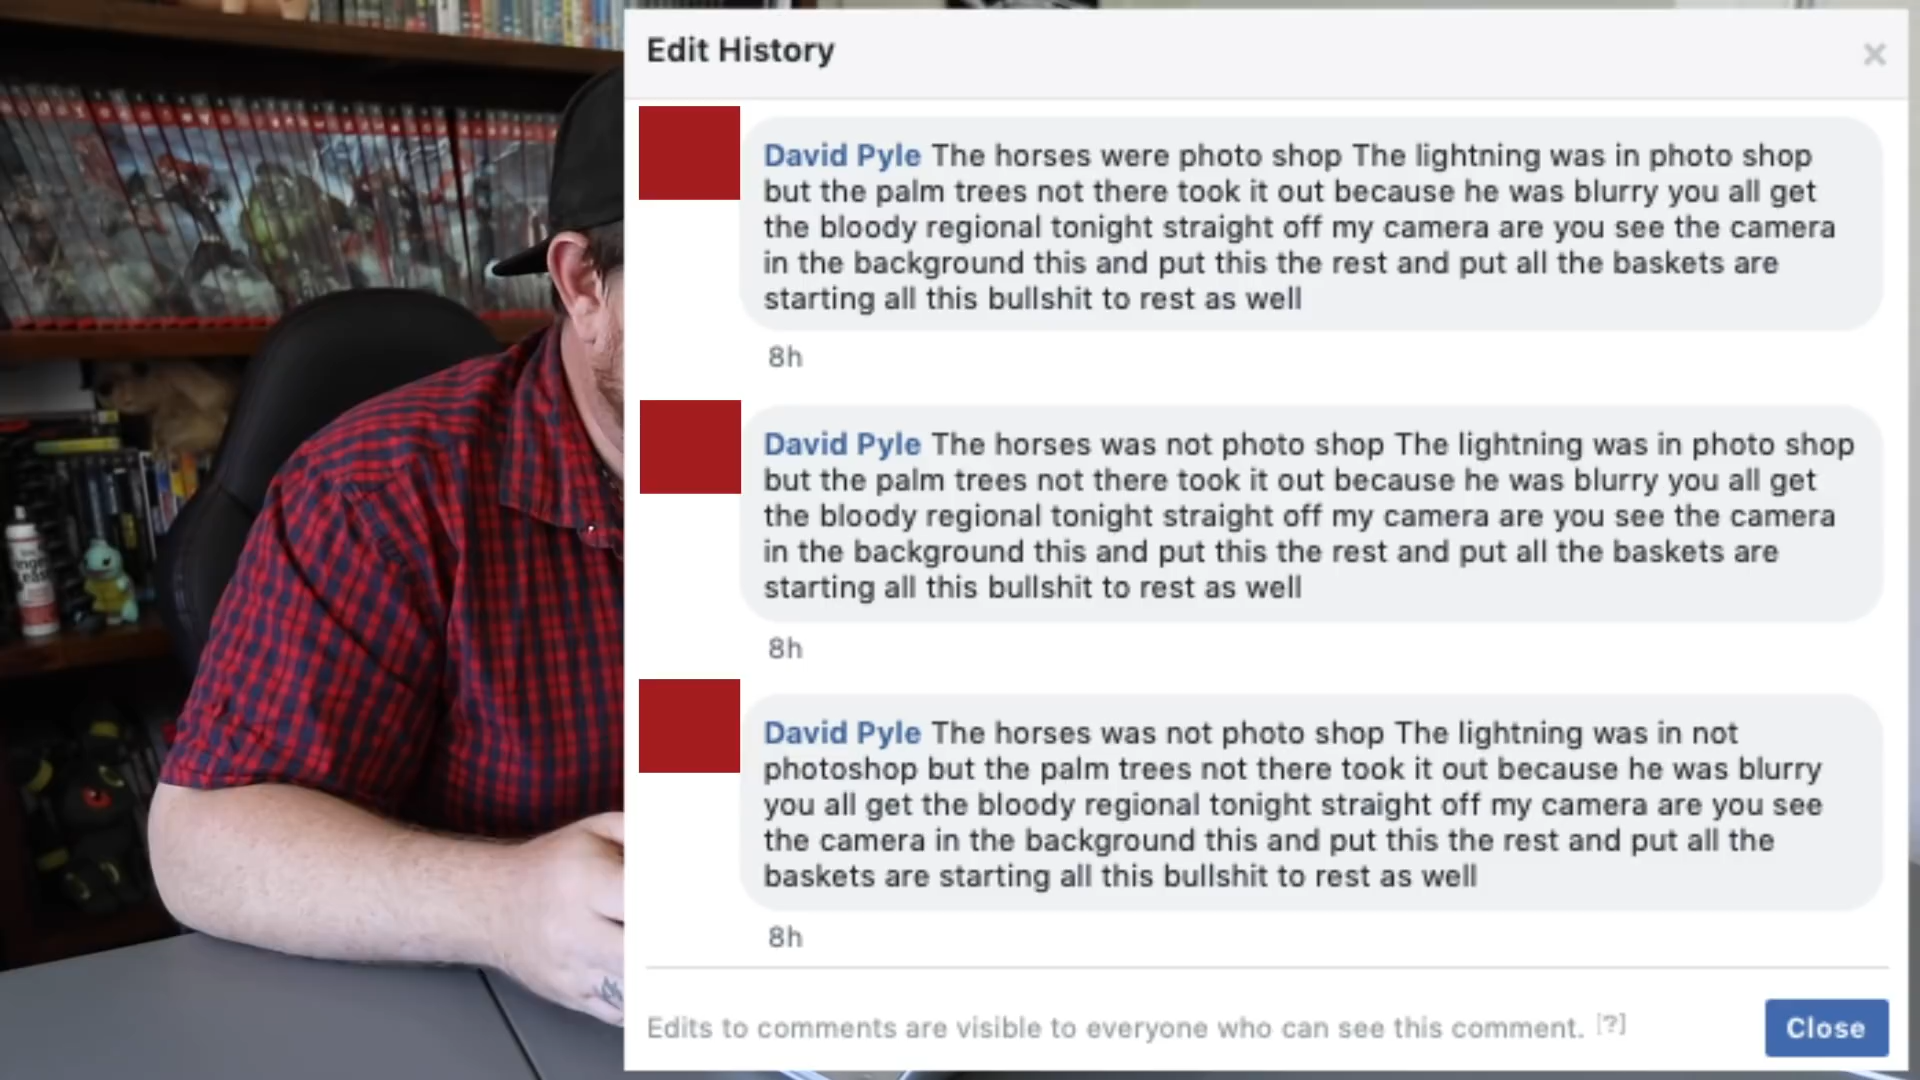 Edit History
×
David Pyle The horses were photo shop The lightning was in photo shop
but the palm trees not there took it out because he was blurry you all get
the bloody regional tonight straight off my camera are you see the camera
in the background this and put this the rest and put all the baskets are
starting all this bullshit to rest as well
8h
David Pyle The horses was not photo shop The lightning was in photo shop
but the palm trees not there took it out because he was blurry you all get
the bloody regional tonight straight off my camera are you see the camera
in the background this and put this the rest and put all the baskets are
starting all this bullshit to rest as well
8h
David Pyle The horses was not photo shop The lightning was in not
photoshop but the palm trees not there took it out because he was blurry
you all get the bloody regional tonight straight off my camera are you see
the camera in the background this and put this the rest and put all the
baskets are starting all this bullshit to rest as well
8h
Edits to comments are visible to everyone who can see this comment. [?]
Close